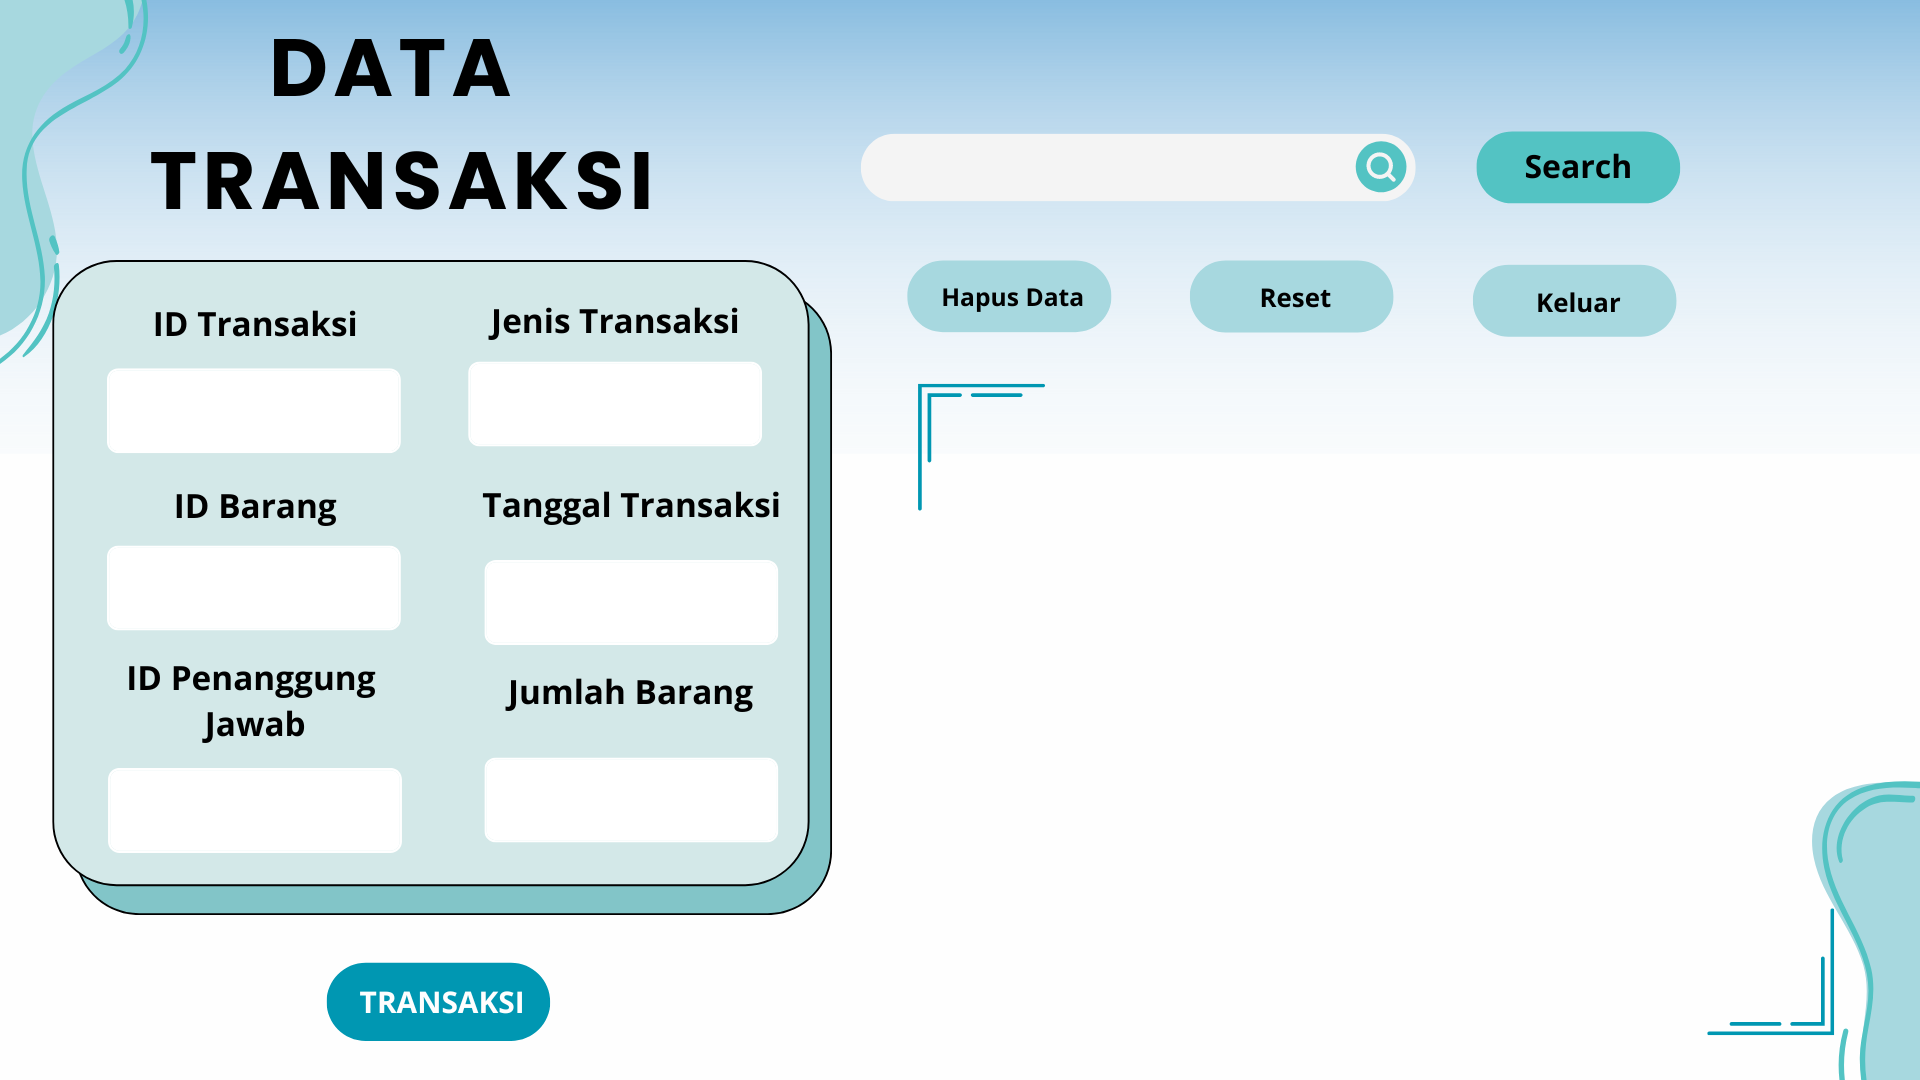 DATA
TRANSAKSI
Search
Hapus Data
Reset
Keluar
ID Transaksi
Jenis Transaksi
ID Barang
Tanggal Transaksi
ID Penanggung
Jawab
Jumlah Barang
TRANSAKSI